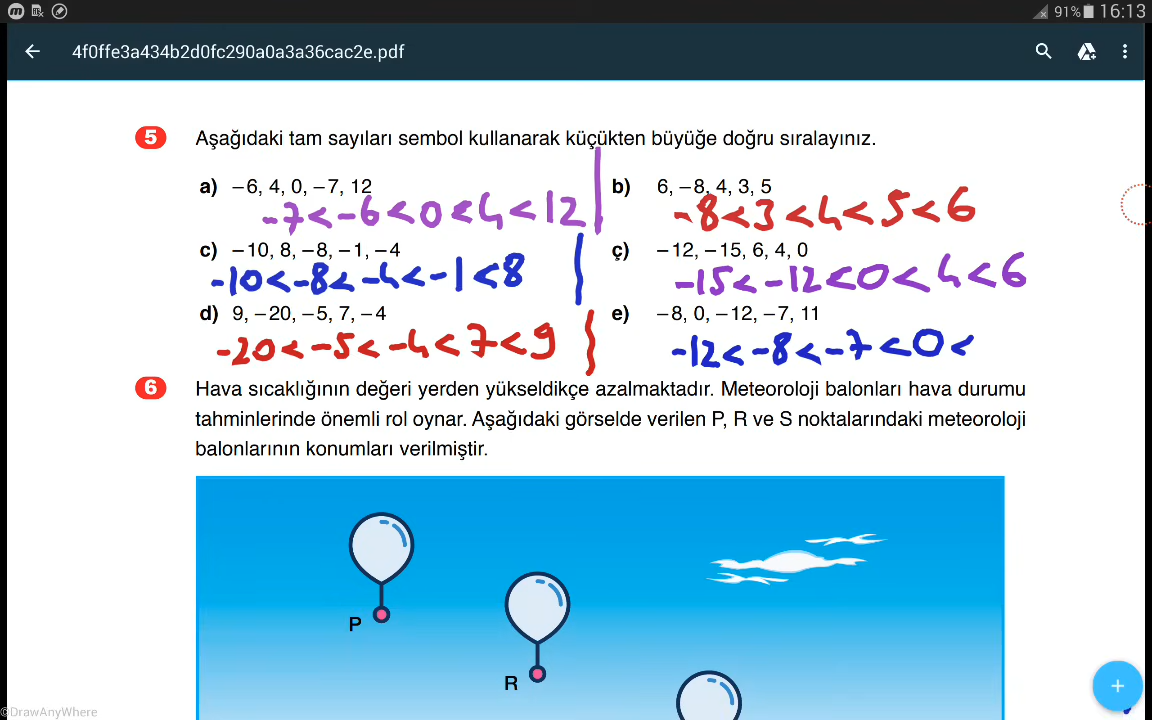 91% 16:13
4f0ffe3a434b2d0fc290a0a3a36cac2e.pdf
5 Aşağıdaki tam sayıları sembol kullanarak küçükten büyüğe doğru sıralayınız.
a) −6, 4, 0, −7, 12
-7 < -6 < 0 < 4 < 12
b) 6, −8, 4, 3, 5
-8 < 3 < 4 < 5 < 6
c) −10, 8, −8, −1, −4
-10 < -8 < -4 < -1 < 8
ç) −12, −15, 6, 4, 0
-15 < -12 < 0 < 4 < 6
d) 9, −20, −5, 7, −4
-20 < -5 < -4 < 7 < 9
e) −8, 0, −12, −7, 11
-12 < -8 < -7 < 0 <
6 Hava sıcaklığının değeri yerden yükseldikçe azalmaktadır. Meteoroloji balonları hava durumu
tahminlerinde önemli rol oynar. Aşağıdaki görselde verilen P, R ve S noktalarındaki meteoroloji
balonlarının konumları verilmiştir.
P
R
©DrawAnyWhere